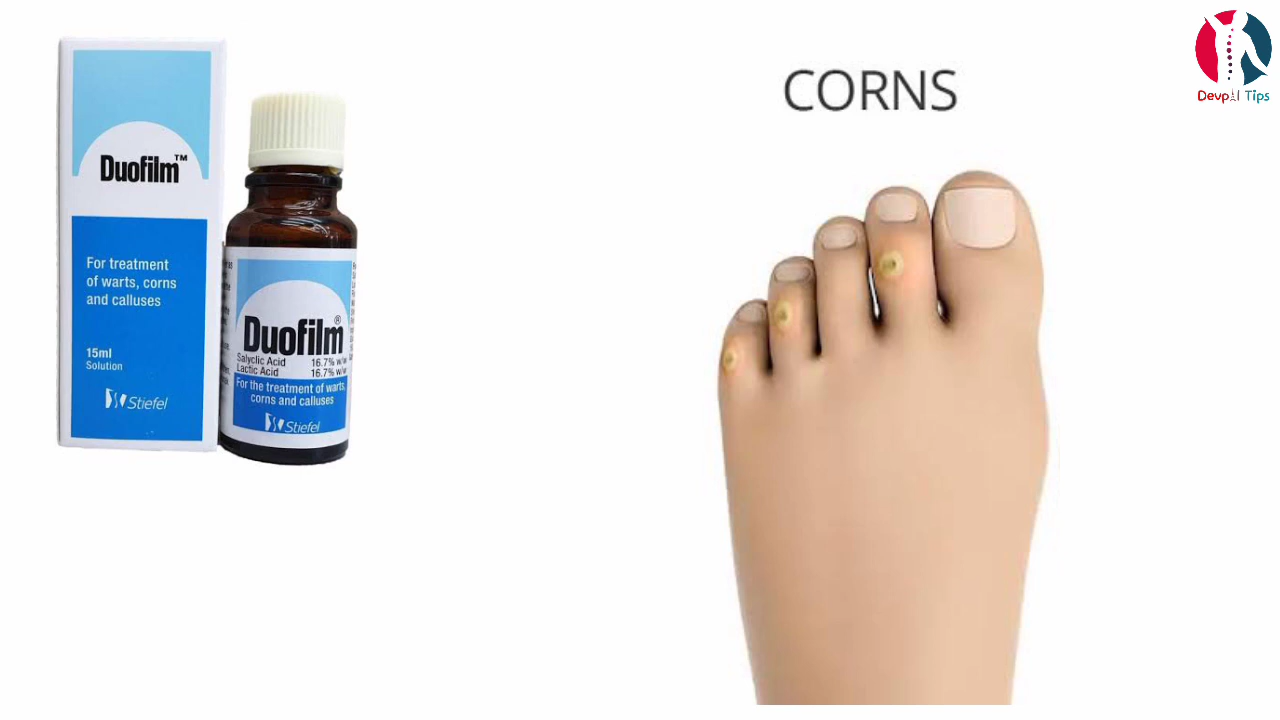 Duofilm™
For treatment
of warts, corns
and calluses
15ml
Solution
Stiefel
Duofilm®
Salyclic Acid 16.7% w/w
Lactic Acid 16.7% w/w
For the treatment of warts,
corns and calluses
Stiefel
CORNS
Devpal Tips